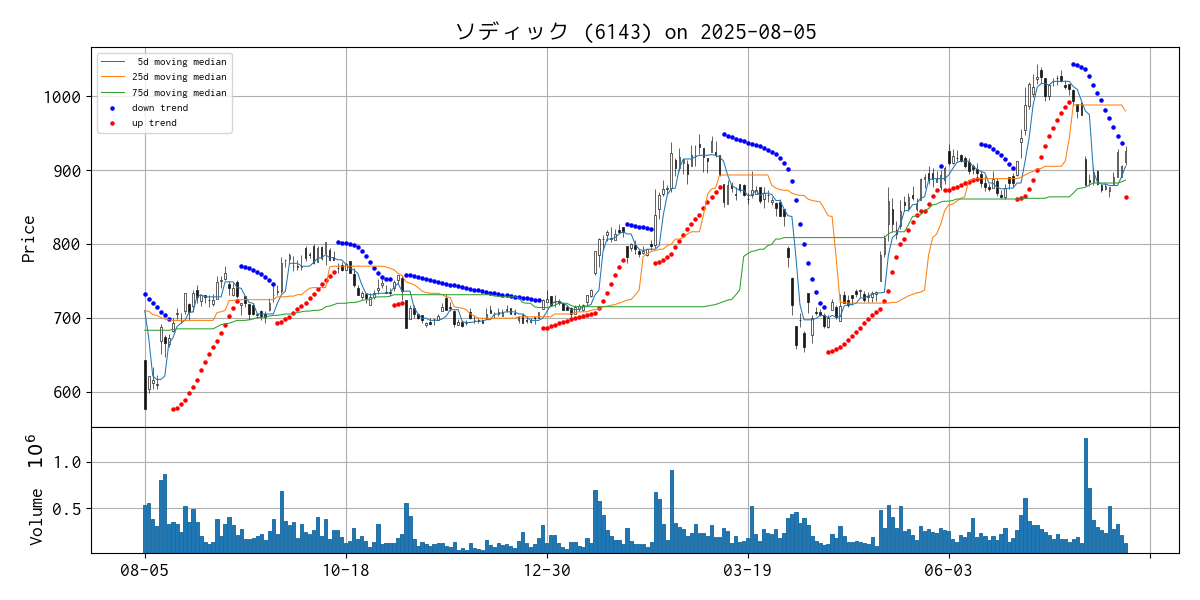 ソディック (6143) on 2025-08-05
5d moving median
25d moving median
75d moving median
down trend
up trend
Price
1000
900
800
700
600
Volume 10^6
1.0
0.5
08-05
10-18
12-30
03-19
06-03